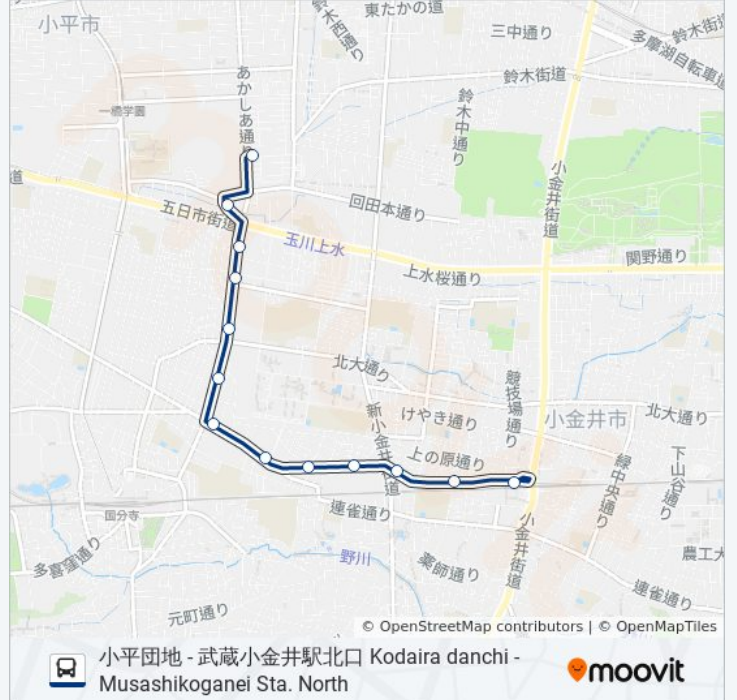 東たかの道
小平市
鈴木西通り
三中通り
鈴木街道
多摩湖自転車道
鈴木街道
あかしあ通り
一橋学園
鈴木中通り
小金井街道
道
五日市街道
回田本通り
玉川上水
上水桜通り
関野通り
北大通り
競技場通り
新小金井街道
けやき通り
小金井市
北大通り
上の原通り
緑中央通り
下山谷通り
国分寺
連雀通り
小金井街道
多喜窪通り
野川
薬師通り
農工大
連雀通り
元町通り
© OpenStreetMap contributors | © OpenMapTiles
小平団地 - 武蔵小金井駅北口 Kodaira danchi -
Musashikoganei Sta. North
moovit